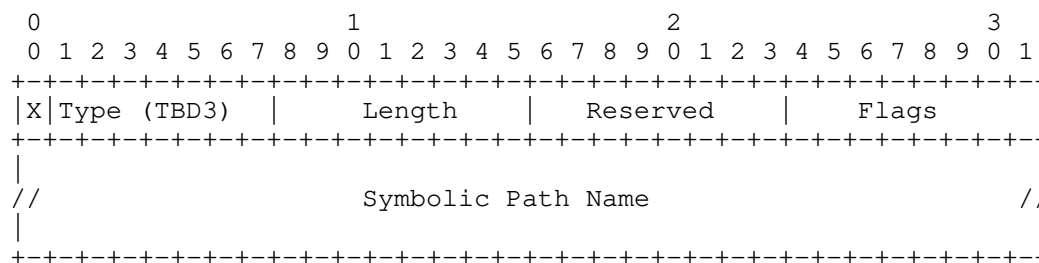 0                   1                   2                   3
 0 1 2 3 4 5 6 7 8 9 0 1 2 3 4 5 6 7 8 9 0 1 2 3 4 5 6 7 8 9 0 1
+-+-+-+-+-+-+-+-+-+-+-+-+-+-+-+-+-+-+-+-+-+-+-+-+-+-+-+-+-+-+-+-
|X|Type (TBD3)  |    Length     |   Reserved    |    Flags
+-+-+-+-+-+-+-+-+-+-+-+-+-+-+-+-+-+-+-+-+-+-+-+-+-+-+-+-+-+-+-+-
|
//                    Symbolic Path Name                       //
|
+-+-+-+-+-+-+-+-+-+-+-+-+-+-+-+-+-+-+-+-+-+-+-+-+-+-+-+-+-+-+-+-